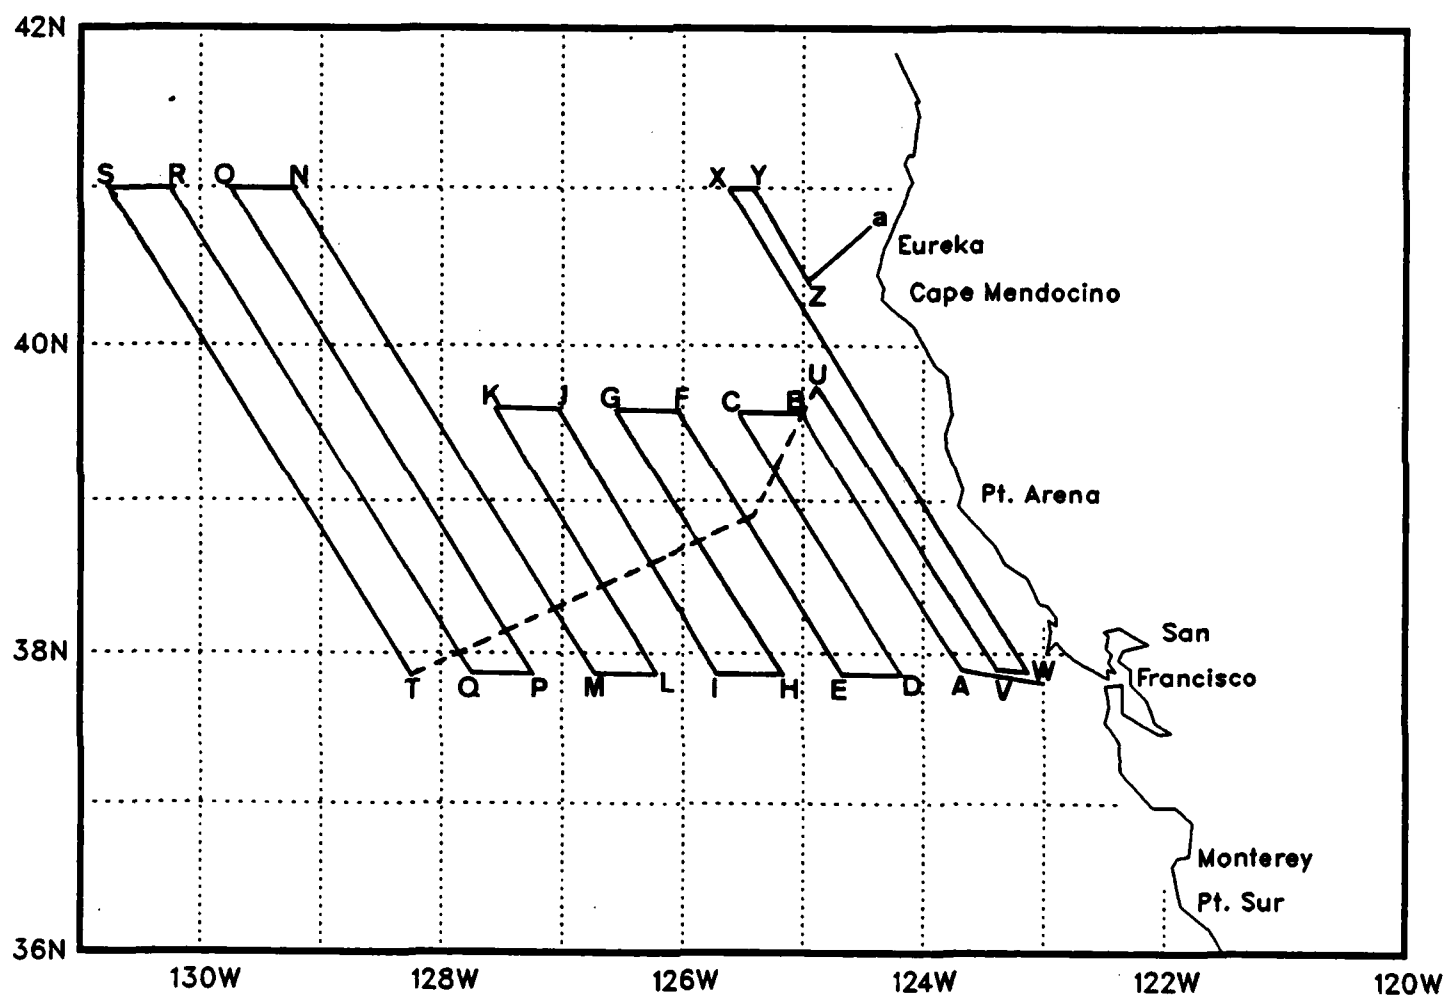 42N
S R O N X Y
a
Eureka
Z
Cape Mendocino
40N
U
K J G F C B
Pt. Arena
38N
San
Francisco
T Q P M L I H E D A V W
Monterey
Pt. Sur
36N
130W 128W 126W 124W 122W 120W